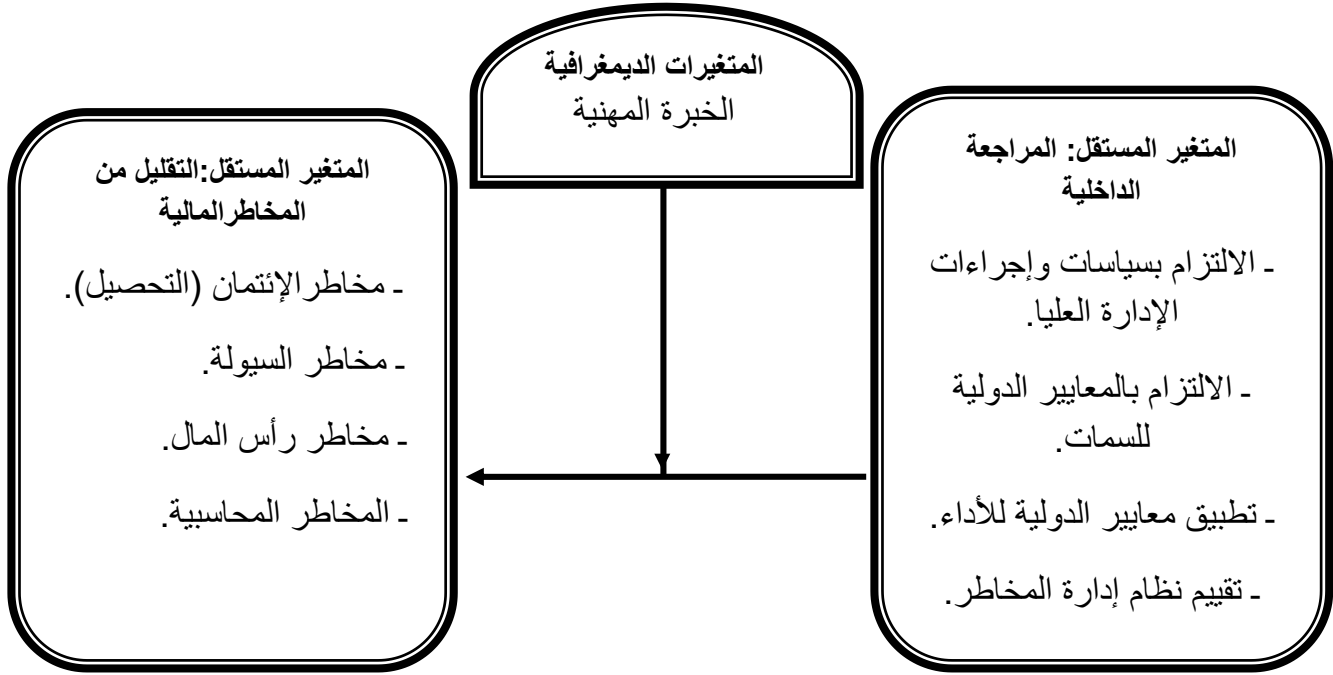 المتغيرات الديمغرافية
الخبرة المهنية
المتغير المستقل: المراجعة
الداخلية
ـ الالتزام بسياسات وإجراءات
الإدارة العليا.
ـ الالتزام بالمعايير الدولية
للسمات.
ـ تطبيق معايير الدولية للأداء.
ـ تقييم نظام إدارة المخاطر.
المتغير المستقل:التقليل من
المخاطرالمالية
ـ مخاطرالإئتمان (التحصيل).
ـ مخاطر السيولة.
ـ مخاطر رأس المال.
ـ المخاطر المحاسبية.